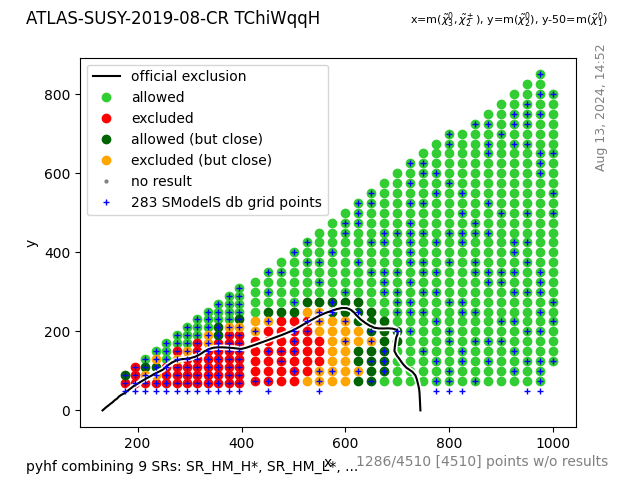 ATLAS-SUSY-2019-08-CR TChiWqqH
x=m(χ̃⁰₃,χ̃±₂), y=m(χ̃⁰₂), y-50=m(χ̃⁰₁)
Aug 13, 2024, 14:52
official exclusion
allowed
excluded
allowed (but close)
excluded (but close)
no result
283 SModelS db grid points
y
800
600
400
200
0
200
400
600
800
1000
x
pyhf combining 9 SRs: SR_HM_H*, SR_HM_L*, ...
1286/4510 [4510] points w/o results